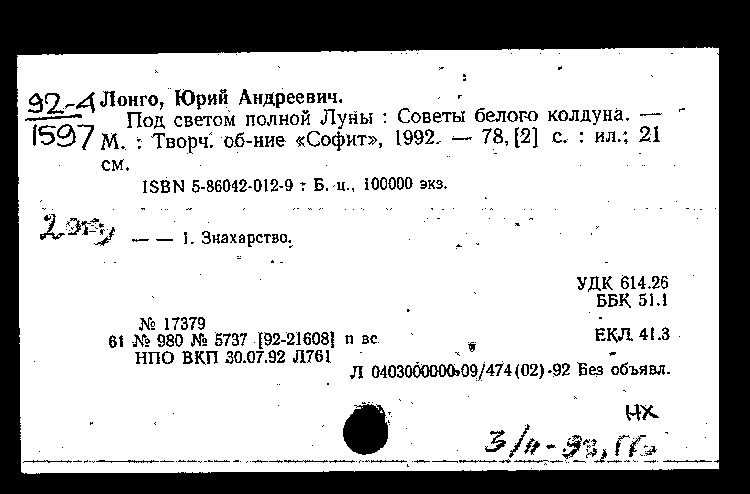 92-4 Лонго, Юрий Андреевич.
Под светом полной Луны : Советы белого колдуна. —
1597 М. : Творч. об-ние «Софит», 1992. — 78, [2] с. : ил.; 21
см.
ISBN 5-86042-012-9 : Б. ц., 100000 экз.
— — 1. Знахарство.
УДК 614.26
ББК 51.1
№ 17379
61 № 980 № 5737 [92-21608] п вс
ЕКЛ 41.3
НПО ВКП 30.07.92 Л761
Л 0403000000-09/474(02)-92 Без объявл.
НХ